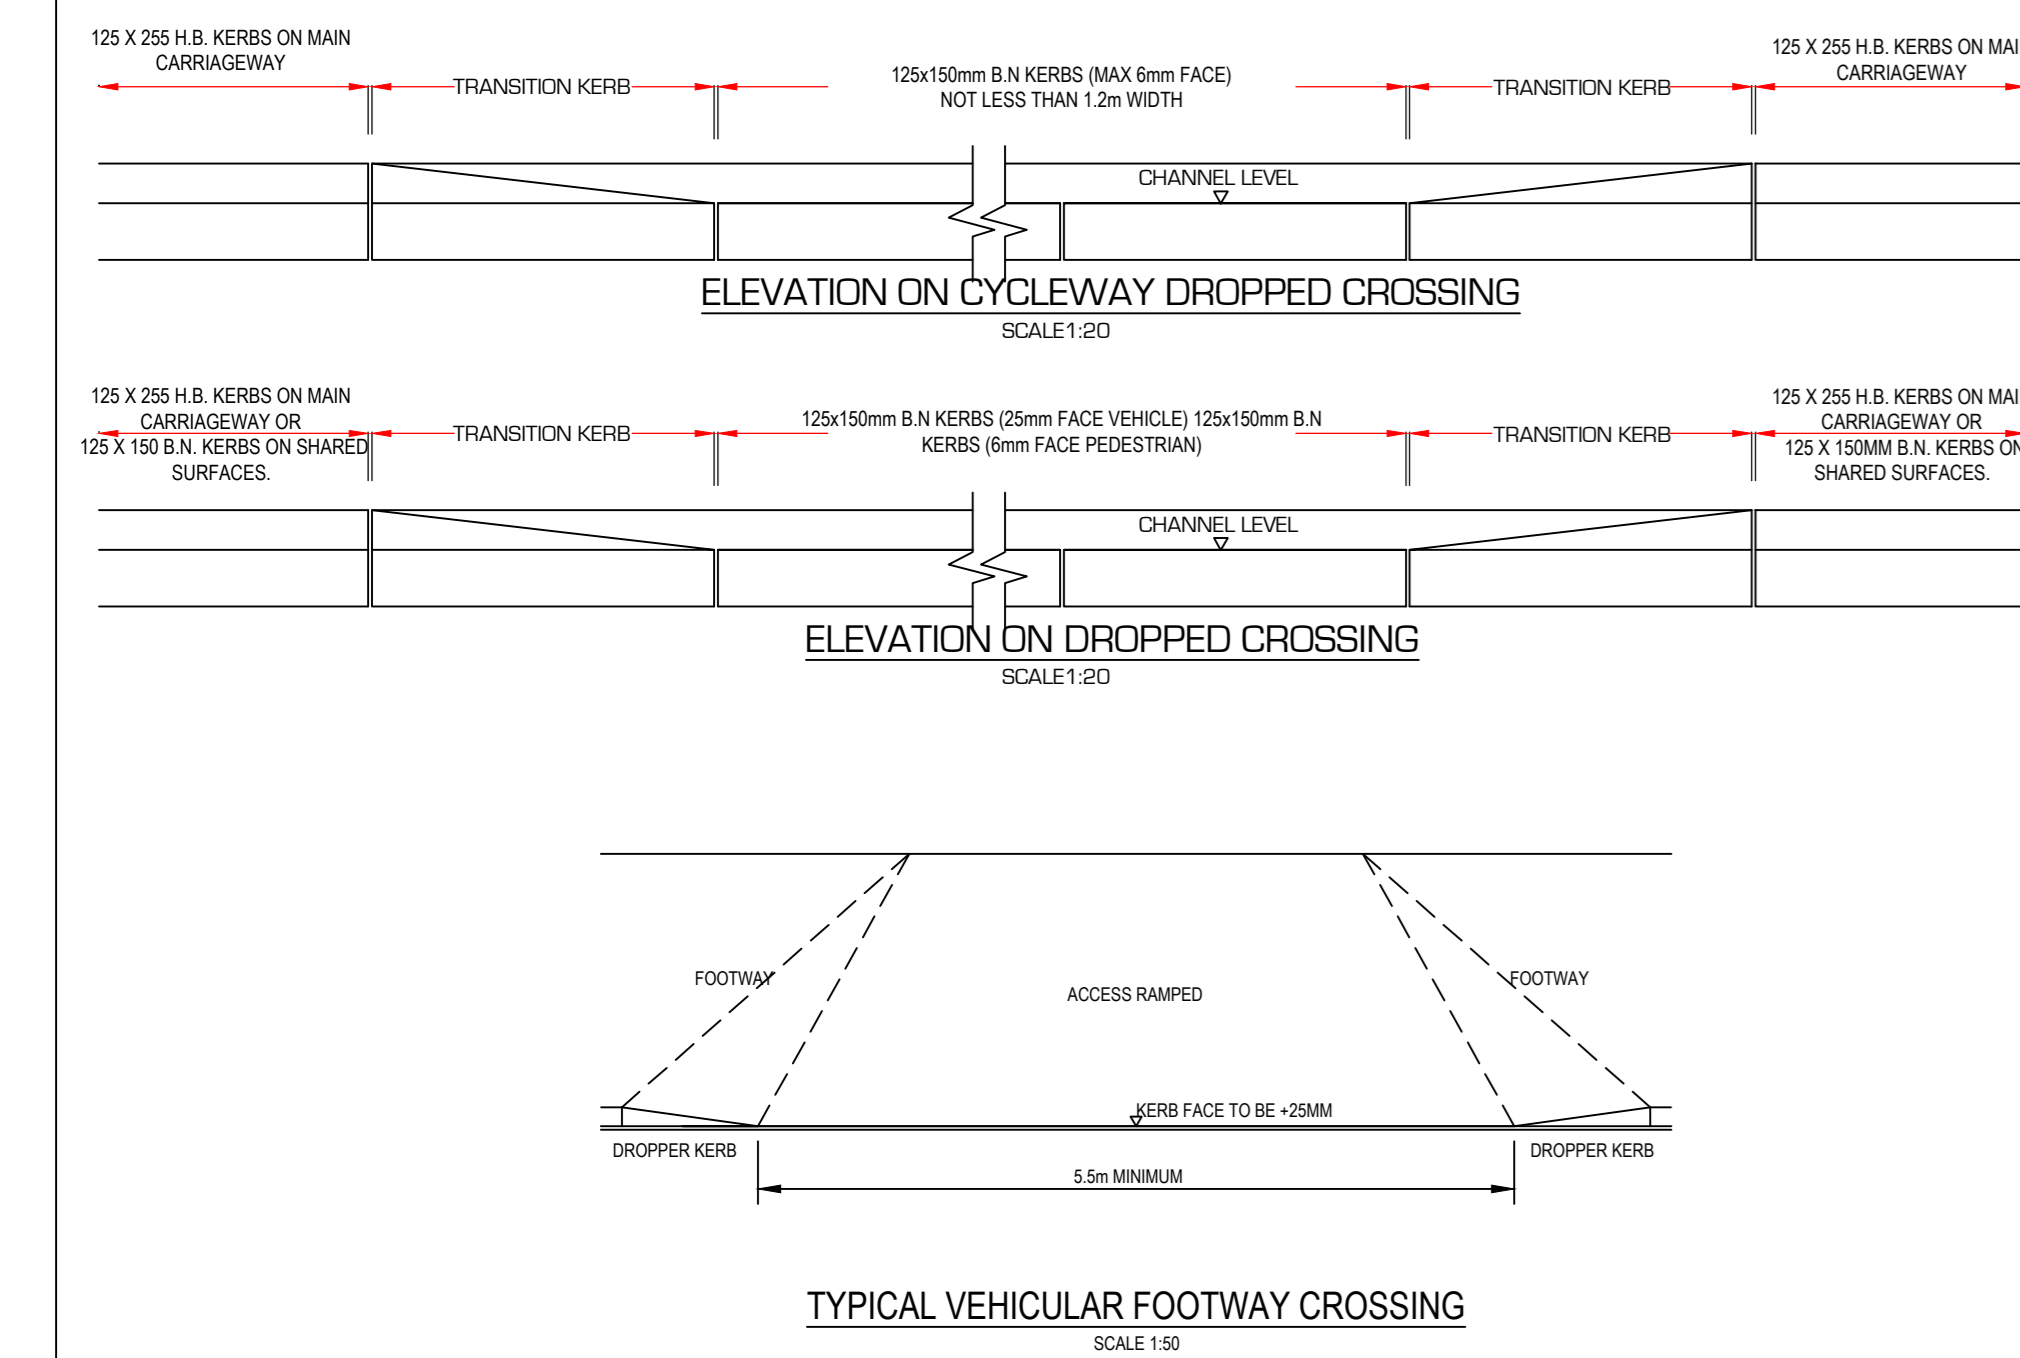 125 X 255 H.B. KERBS ON MAIN
CARRIAGEWAY
TRANSITION KERB
125x150mm B.N KERBS (MAX 6mm FACE)
NOT LESS THAN 1.2m WIDTH
TRANSITION KERB
125 X 255 H.B. KERBS ON MAI
CARRIAGEWAY
CHANNEL LEVEL
ELEVATION ON CYCLEWAY DROPPED CROSSING
SCALE1:20
125 X 255 H.B. KERBS ON MAIN
CARRIAGEWAY OR
125 X 150 B.N. KERBS ON SHARED
SURFACES.
TRANSITION KERB
125x150mm B.N KERBS (25mm FACE VEHICLE) 125x150mm B.N
KERBS (6mm FACE PEDESTRIAN)
TRANSITION KERB
125 X 255 H.B. KERBS ON MAI
CARRIAGEWAY OR
125 X 150MM B.N. KERBS ON
SHARED SURFACES.
CHANNEL LEVEL
ELEVATION ON DROPPED CROSSING
SCALE1:20
FOOTWAY
ACCESS RAMPED
FOOTWAY
KERB FACE TO BE +25MM
DROPPER KERB
DROPPER KERB
5.5m MINIMUM
TYPICAL VEHICULAR FOOTWAY CROSSING
SCALE 1:50